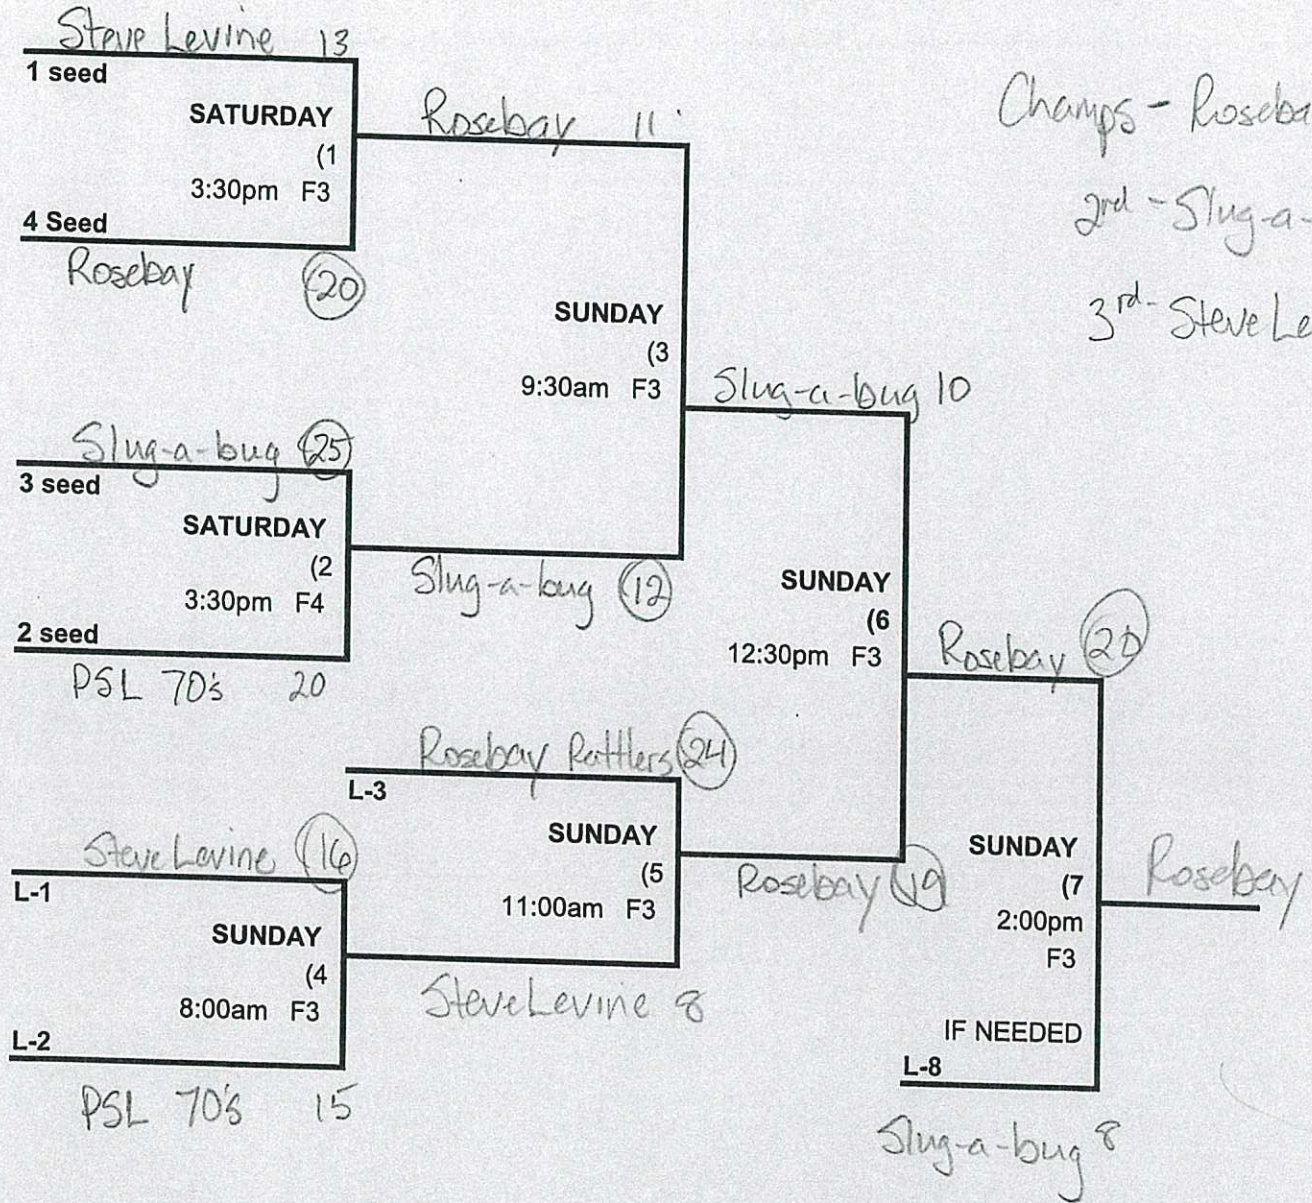 Steve Levine 13
1 seed
SATURDAY
(1
3:30pm F3
4 Seed
Rosebay 20
Rosebay 11
Champs - Roseba
2nd - Slug-a-
3rd - Steve Le
SUNDAY
(3
9:30am F3
Slug-a-bug 25
3 seed
SATURDAY
(2
3:30pm F4
2 seed
PSL 70's 20
Slug-a-bug 12
Slug-a-bug 10
SUNDAY
(6
12:30pm F3
Rosebay Rattlers 24
L-3
SUNDAY
(5
11:00am F3
Steve Levine 16
L-1
SUNDAY
(4
8:00am F3
L-2
PSL 70's 15
Steve Levine 8
Rosebay 19
Rosebay 20
SUNDAY
(7
2:00pm
F3
IF NEEDED
L-8
Slug-a-bug 8
Rosebay